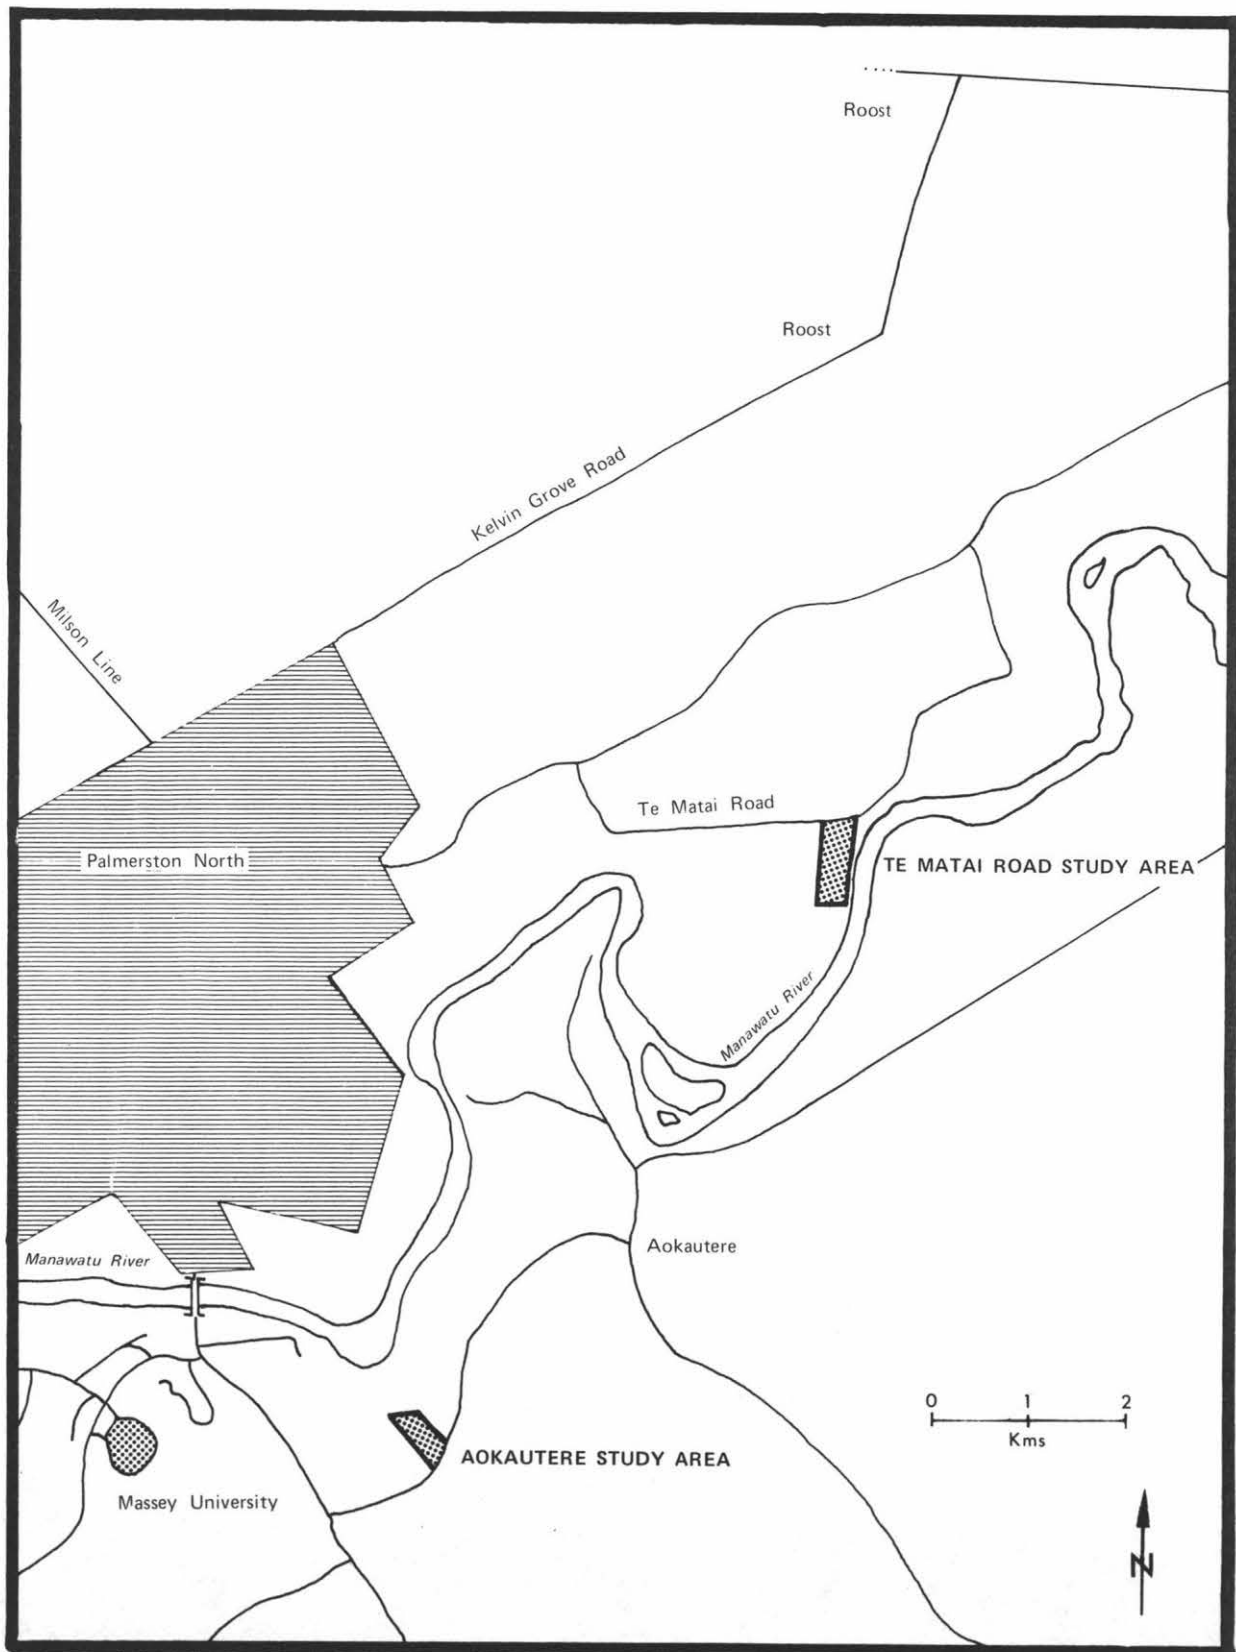 Roost
Roost
Kelvin Grove Road
Milson Line
Te Matai Road
Palmerston North
TE MATAI ROAD STUDY AREA
Manawatu River
Aokautere
Manawatu River
0 1 2
Kms
AOKAUTERE STUDY AREA
Massey University
N